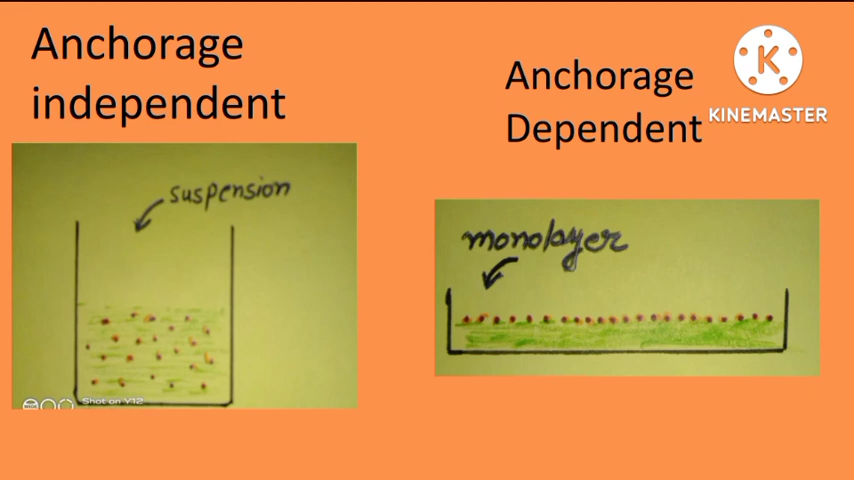 Anchorage
independent
Anchorage
Dependent
K
KINEMASTER
suspension
monolayer
Shot on Y12